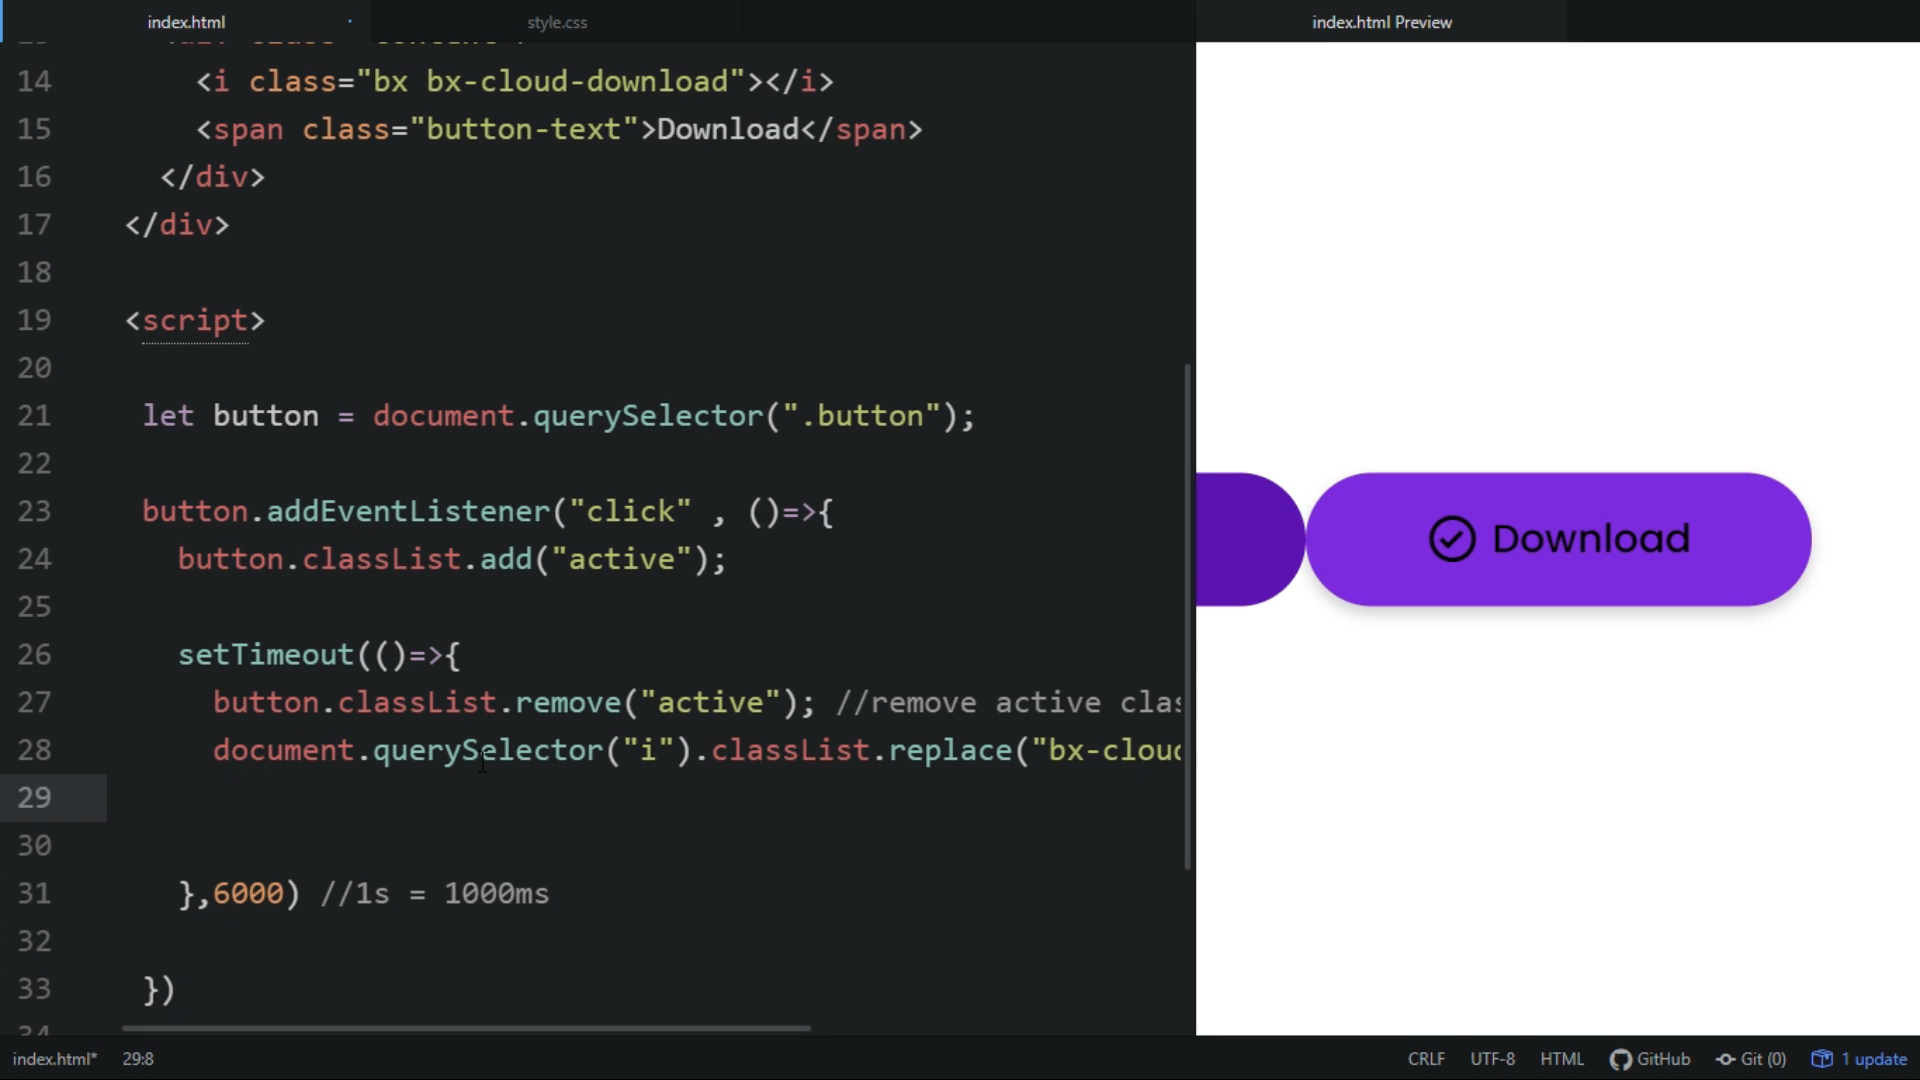 index.html
style.css
index.html Preview
14 <i class="bx bx-cloud-download"></i>
15 <span class="button-text">Download</span>
16 </div>
17 </div>
18
19 <script>
20
21 let button = document.querySelector(".button");
22
23 button.addEventListener("click" , ()=>{
24 button.classList.add("active");
25
26 setTimeout(()=>{
27 button.classList.remove("active"); //remove active clas
28 document.querySelector("i").classList.replace("bx-cloud
29
30
31 },6000) //1s = 1000ms
32
33 })
34
Download
index.html* 29:8 CRLF UTF-8 HTML GitHub Git (0) 1 update